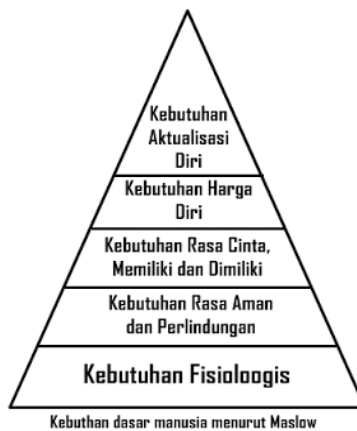 Kebutuhan
Aktualisasi
Diri
Kebutuhan Harga
Diri
Kebutuhan Rasa Cinta,
Memiliki dan Dimiliki
Kebutuhan Rasa Aman
dan Perlindungan
Kebutuhan Fisioloogis
Kebuthan dasar manusia menurut Maslow